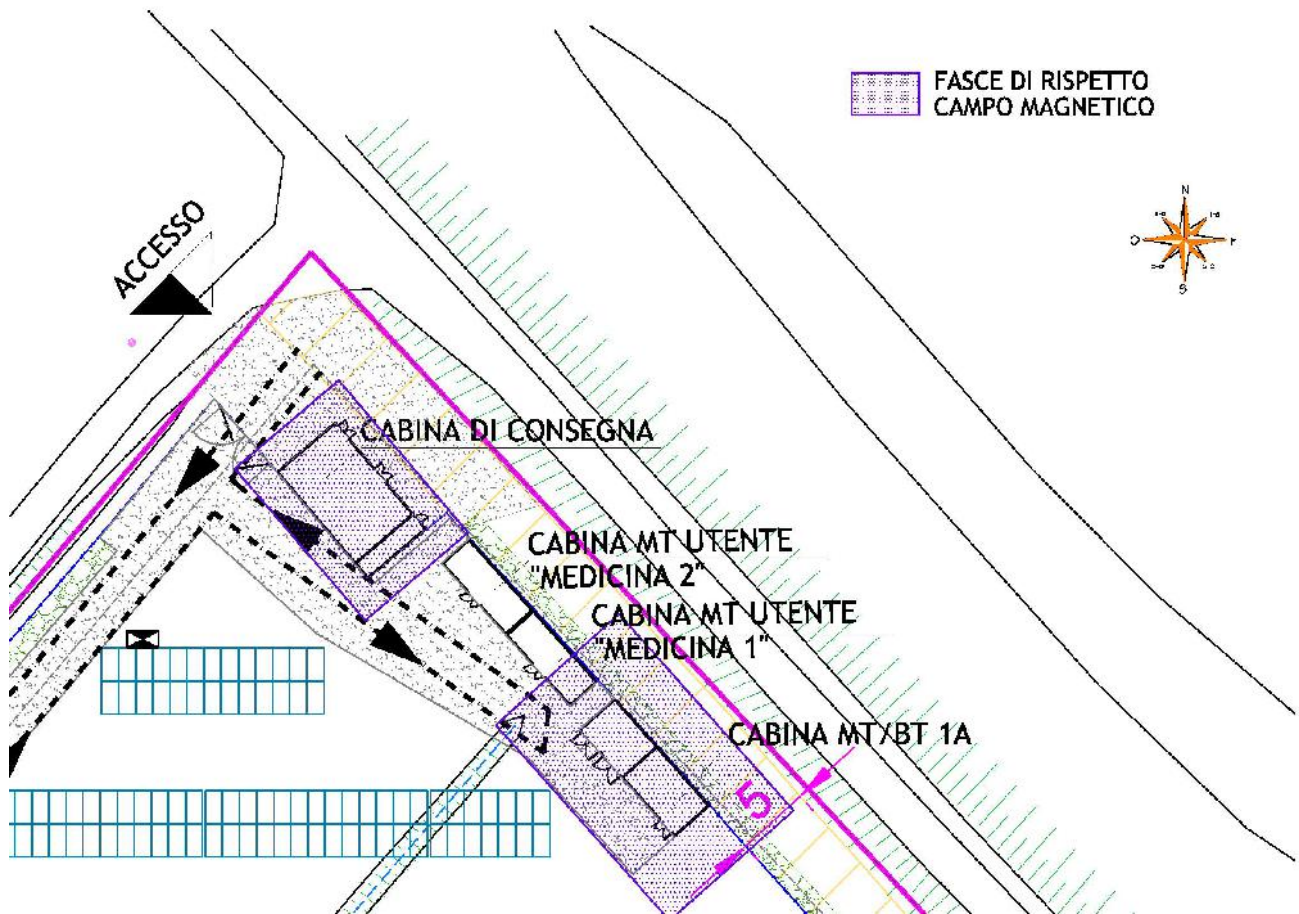 FASCE DI RISPETTO
CAMPO MAGNETICO
N
S
ACCESSO
CABINA DI CONSEGNA
CABINA MT UTENTE
"MEDICINA 2"
CABINA MT UTENTE
"MEDICINA 1"
CABINA MT/BT 1A
5